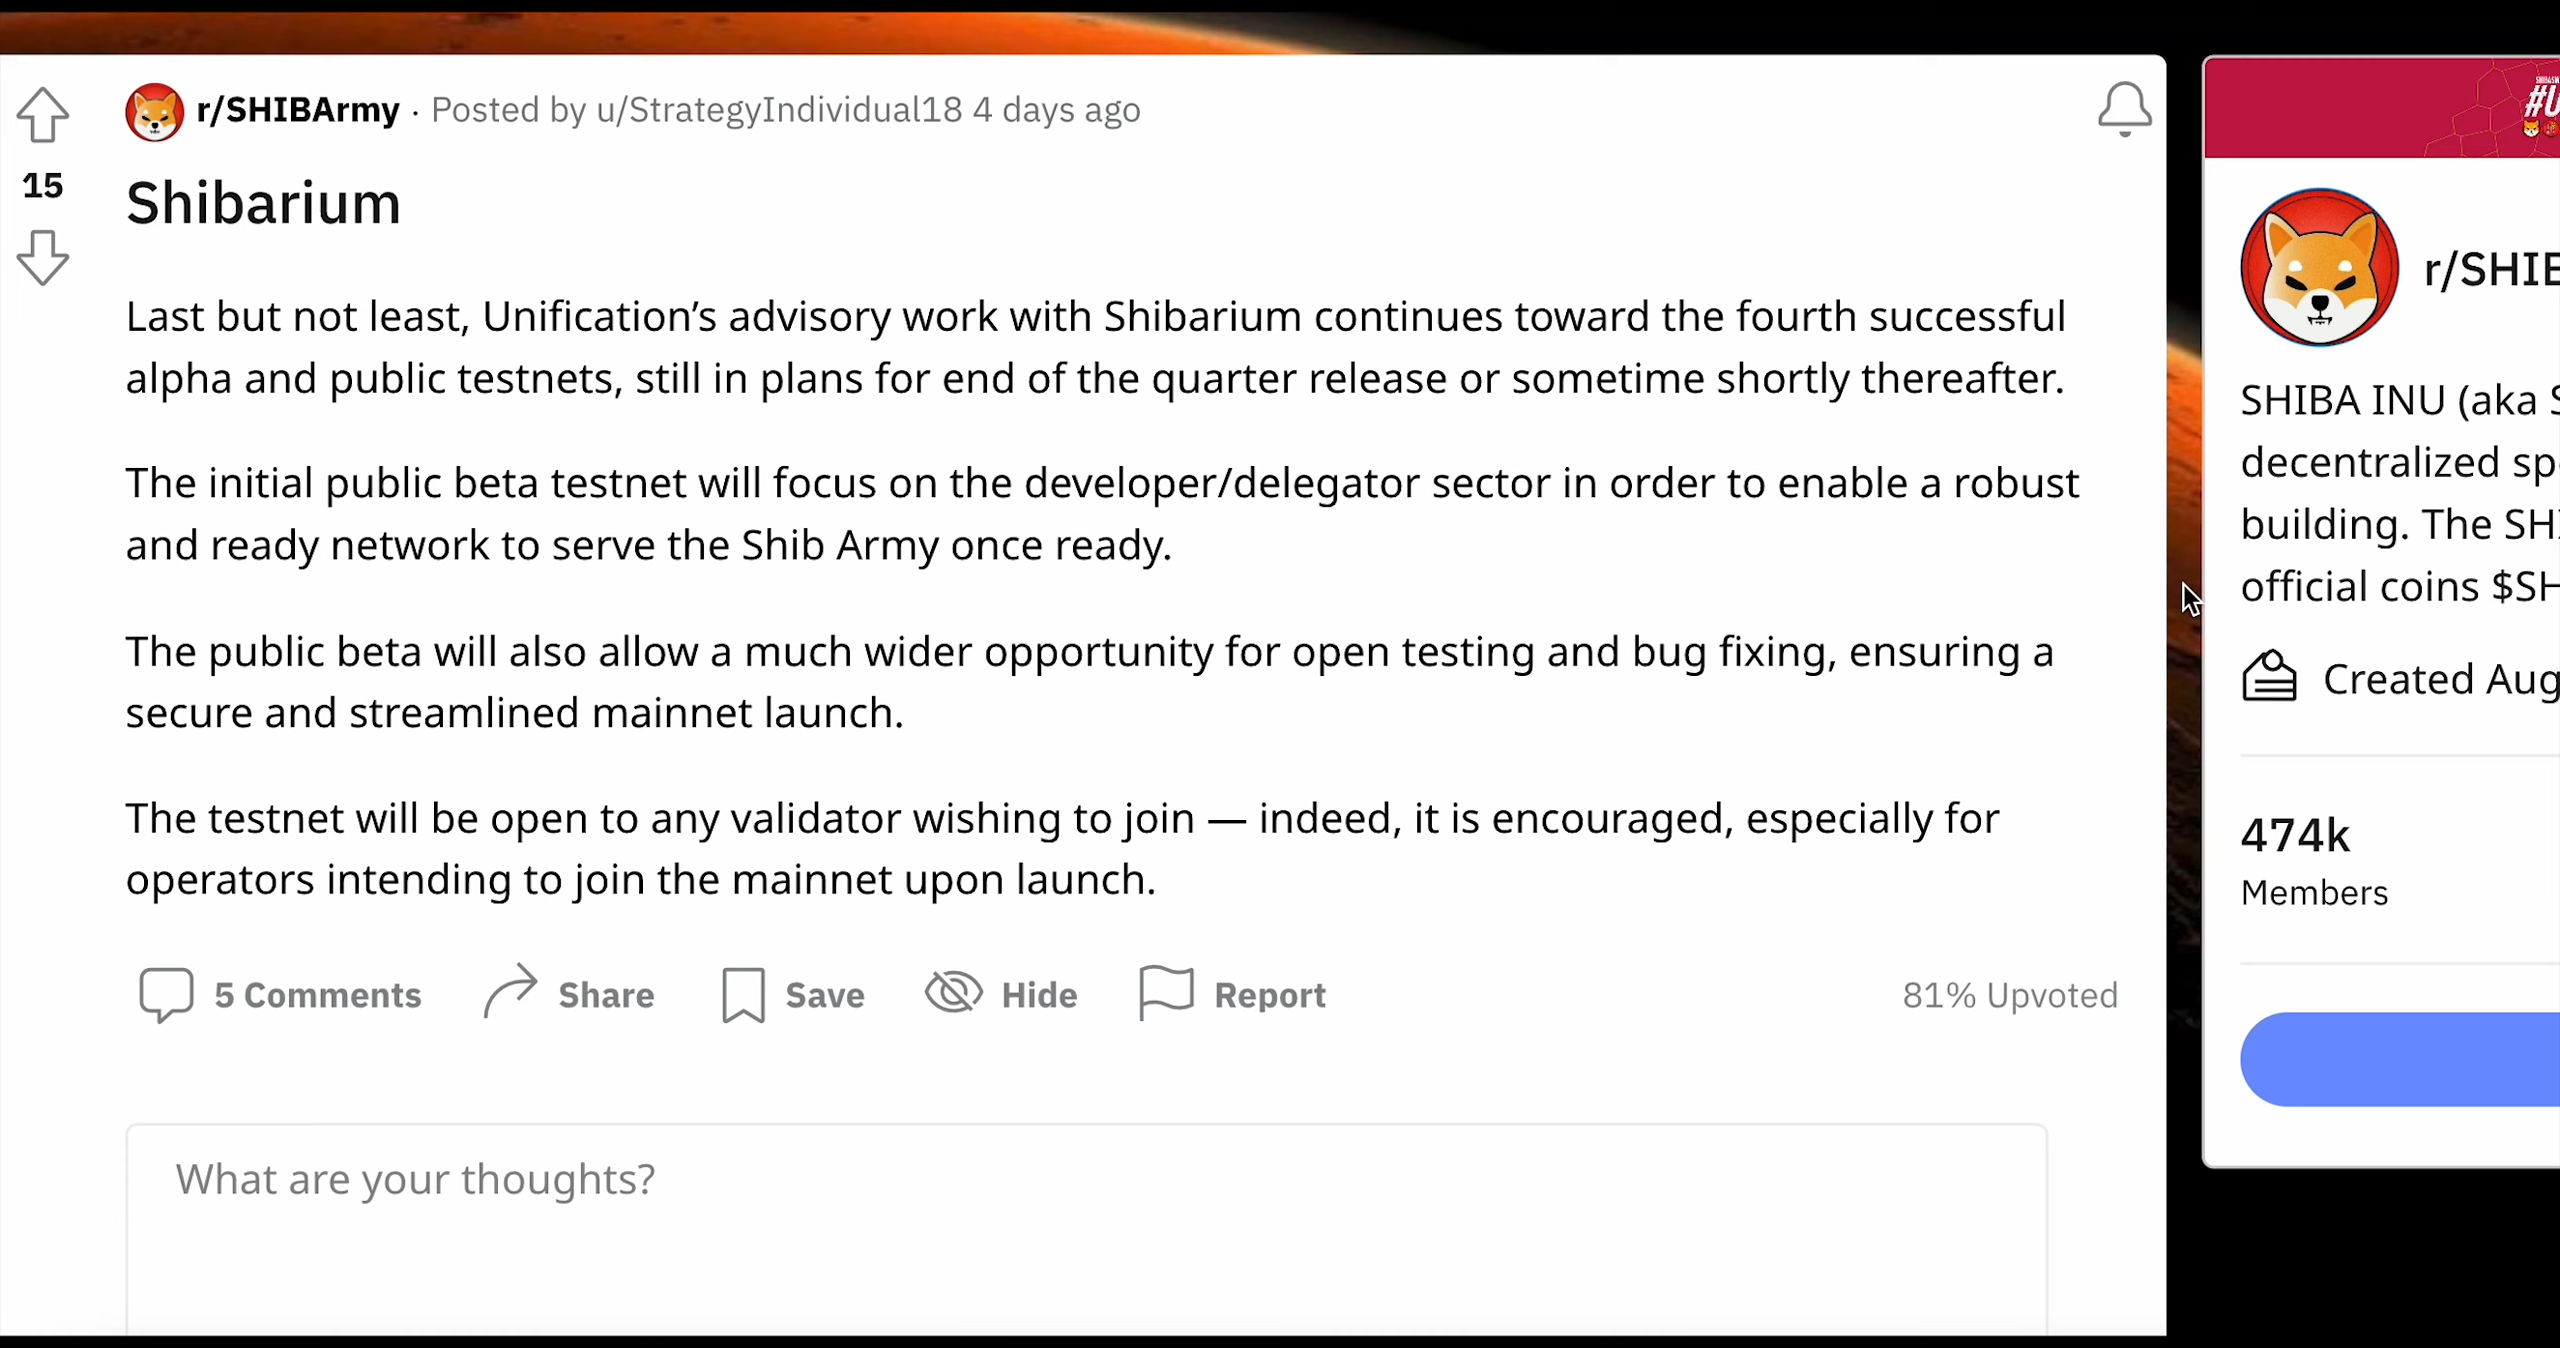 r/SHIBArmy · Posted by u/StrategyIndividual18 4 days ago
15
Shibarium
Last but not least, Unification’s advisory work with Shibarium continues toward the fourth successful
alpha and public testnets, still in plans for end of the quarter release or sometime shortly thereafter.
The initial public beta testnet will focus on the developer/delegator sector in order to enable a robust
and ready network to serve the Shib Army once ready.
The public beta will also allow a much wider opportunity for open testing and bug fixing, ensuring a
secure and streamlined mainnet launch.
The testnet will be open to any validator wishing to join — indeed, it is encouraged, especially for
operators intending to join the mainnet upon launch.
5 Comments Share Save Hide Report 81% Upvoted
What are your thoughts?
#U
r/SHIB
SHIBA INU (aka S
decentralized sp
building. The SHI
official coins $SH
Created Aug
474k
Members